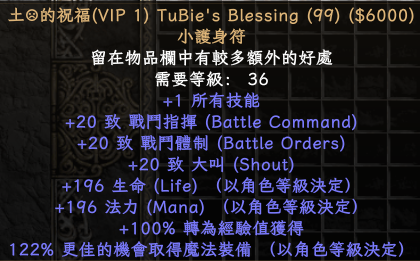 土☹的祝福(VIP 1) TuBie's Blessing (99) ($6000)
小護身符
留在物品欄中有較多額外的好處
需要等級: 36
+1 所有技能
+20 致 戰鬥指揮 (Battle Command)
+20 致 戰鬥體制 (Battle Orders)
+20 致 大叫 (Shout)
+196 生命 (Life) (以角色等級決定)
+196 法力 (Mana) (以角色等級決定)
+100% 轉為經驗值獲得
122% 更佳的機會取得魔法裝備 (以角色等級決定)